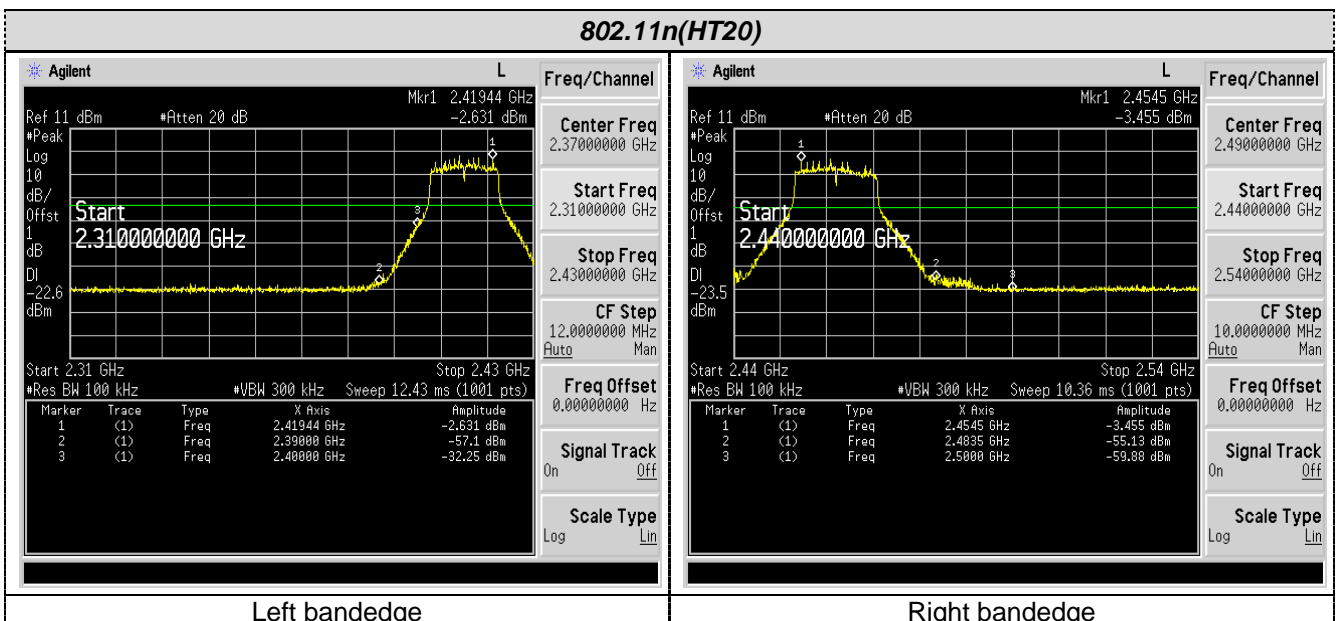 802.11n(HT20)
Agilent L
Freq/Channel
Mkr1 2.41944 GHz
Ref 11 dBm #Atten 20 dB -2.631 dBm
#Peak
Log
10
dB/
Offst
1
dB
DI
-22.6
dBm
1
3
2
Start
2.310000000 GHz
Start 2.31 GHz Stop 2.43 GHz
#Res BW 100 kHz #VBW 300 kHz Sweep 12.43 ms (1001 pts)
Marker Trace Type X Axis Amplitude
1 (1) Freq 2.41944 GHz -2.631 dBm
2 (1) Freq 2.39000 GHz -57.1 dBm
3 (1) Freq 2.40000 GHz -32.25 dBm
Center Freq
2.37000000 GHz
Start Freq
2.31000000 GHz
Stop Freq
2.43000000 GHz
CF Step
12.0000000 MHz
Auto Man
Freq Offset
0.00000000 Hz
Signal Track
On Off
Scale Type
Log Lin
Left bandedge
Agilent L
Freq/Channel
Mkr1 2.4545 GHz
Ref 11 dBm #Atten 20 dB -3.455 dBm
#Peak
Log
10
dB/
Offst
1
dB
DI
-23.5
dBm
1
2
3
Start
2.440000000 GHz
Start 2.44 GHz Stop 2.54 GHz
#Res BW 100 kHz #VBW 300 kHz Sweep 10.36 ms (1001 pts)
Marker Trace Type X Axis Amplitude
1 (1) Freq 2.4545 GHz -3.455 dBm
2 (1) Freq 2.4835 GHz -55.13 dBm
3 (1) Freq 2.5000 GHz -59.88 dBm
Center Freq
2.49000000 GHz
Start Freq
2.44000000 GHz
Stop Freq
2.54000000 GHz
CF Step
10.0000000 MHz
Auto Man
Freq Offset
0.00000000 Hz
Signal Track
On Off
Scale Type
Log Lin
Right bandedge